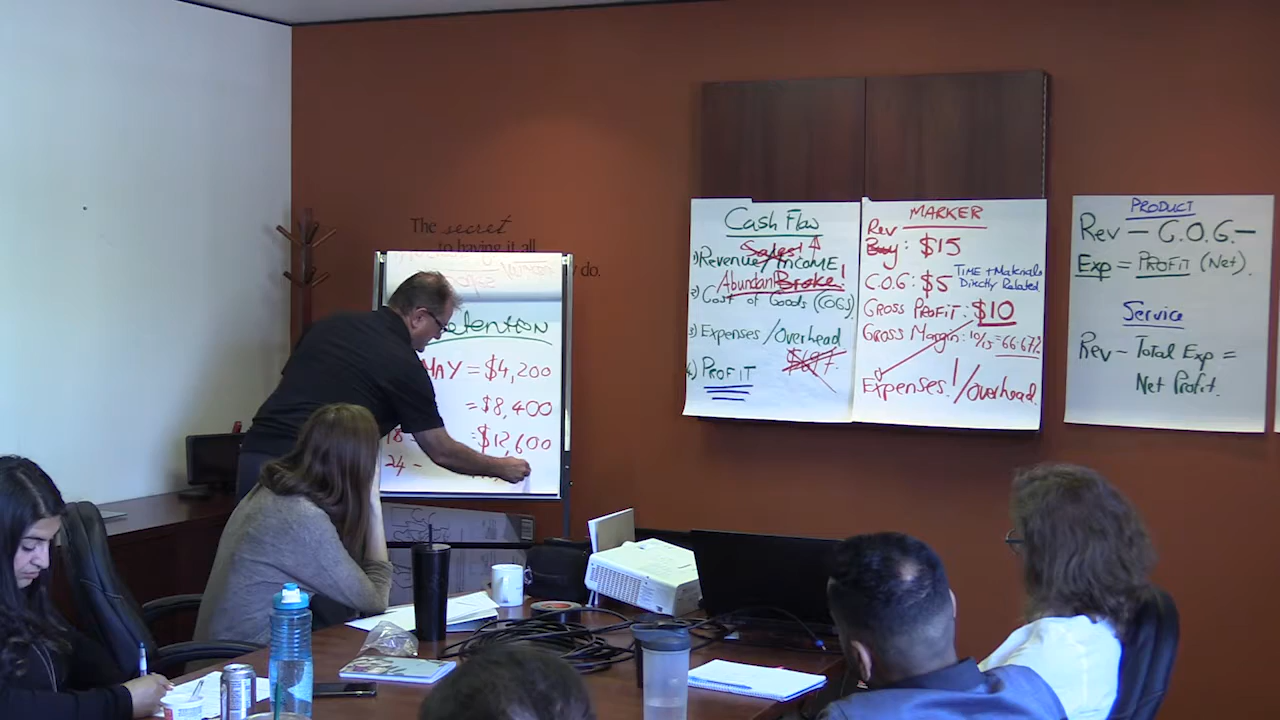 The secret
to having it all
do.
Retention
MAY = $4,200
= $8,400
18 - = $12,600
24 -
Cash Flow
Sales!
1) Revenue/INCOME
Abundant Broke!
2) Cost of Goods (COGS)
3) Expenses/Overhead
4) PROFIT
MARKER
Rev
Buy: $15
C.O.G: $5 TIME + Materials
Directly Related
GROSS PROFIT: $10
GROSS Margin: 10/15 = 66.67%
Expenses!/Overhead.
PRODUCT
Rev - C.O.G. -
Exp = PROFIT (Net).
Service
Rev - Total Exp =
Net Profit.